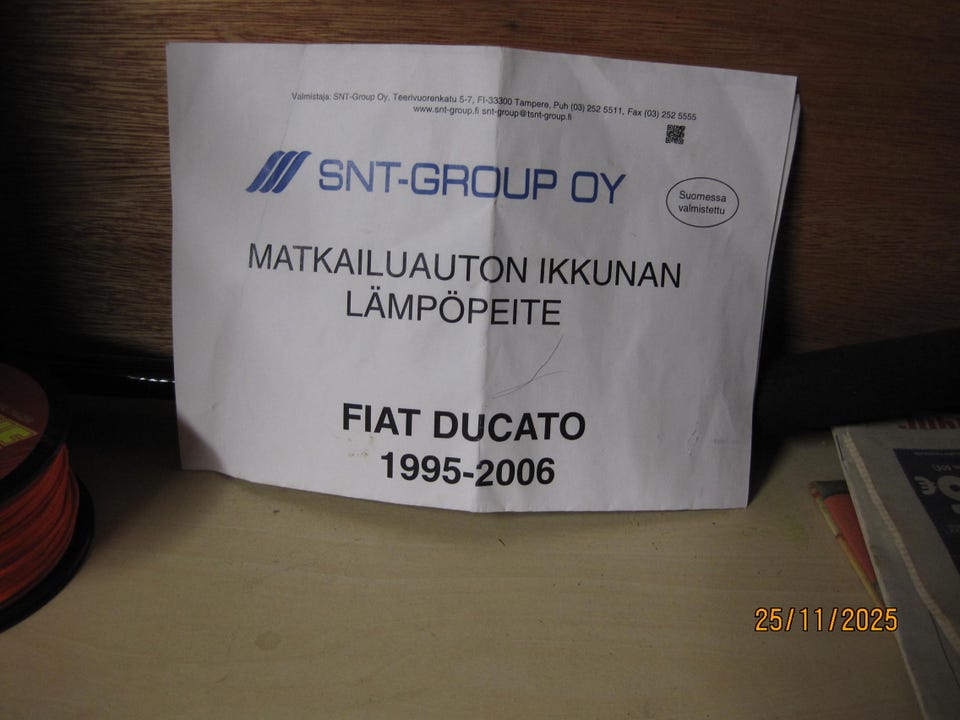 Valmistaja: SNT-Group Oy, Teerivuorenkatu 5-7, FI-33300 Tampere, Puh (03) 252 5511, Fax (03) 252 5555
www.snt-group.fi snt-group@tsnt-group.fi
SNT-GROUP OY
Suomessa
valmistettu
MATKAILUAUTON IKKUNAN
LÄMPÖPEITE
FIAT DUCATO
1995-2006
25/11/2025